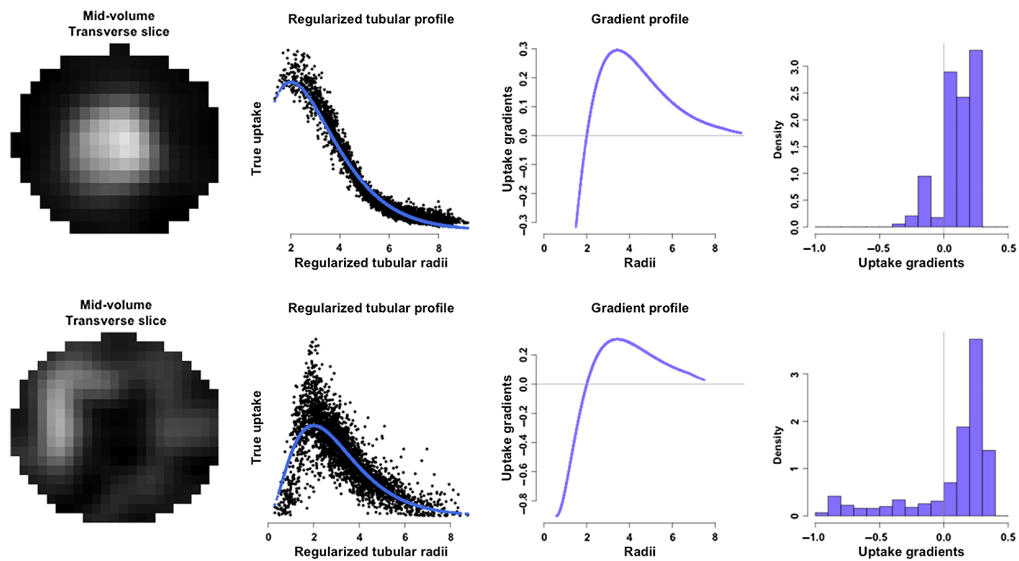 Mid-volume
Transverse slice
Regularized tubular profile
True uptake
2 4 6 8
Regularized tubular radii
Gradient profile
Uptake gradients
0.3
0.2
0.1
0.0
−0.1
−0.2
−0.3
0 2 4 6 8
Radii
Density
3.0
2.5
2.0
1.5
1.0
0.5
0.0
−1.0 −0.5 0.0 0.5
Uptake gradients
Mid-volume
Transverse slice
Regularized tubular profile
True uptake
0 2 4 6 8
Regularized tubular radii
Gradient profile
Uptake gradients
0.2
0.0
−0.2
−0.4
−0.6
−0.8
0 2 4 6 8
Radii
Density
3
2
1
0
−1.0 −0.5 0.0 0.5
Uptake gradients